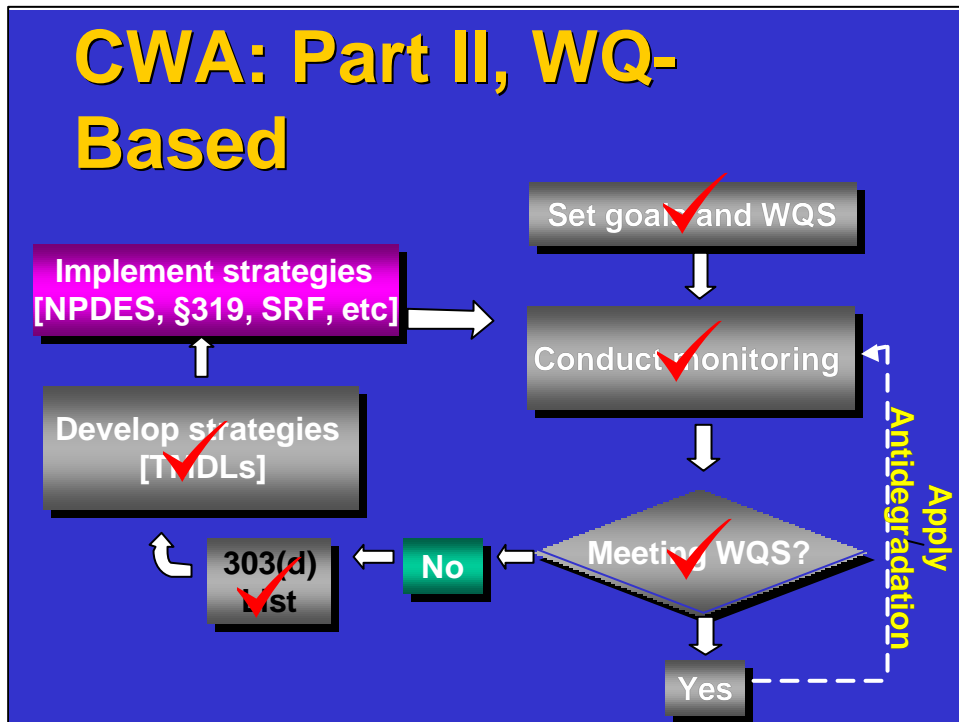 CWA: Part II, WQ-
Based
Set goals and WQS
Conduct monitoring
Meeting WQS?
Yes
Apply
Antidegradation
No
303(d)
List
Develop strategies
[TMDLs]
Implement strategies
[NPDES, §319, SRF, etc]